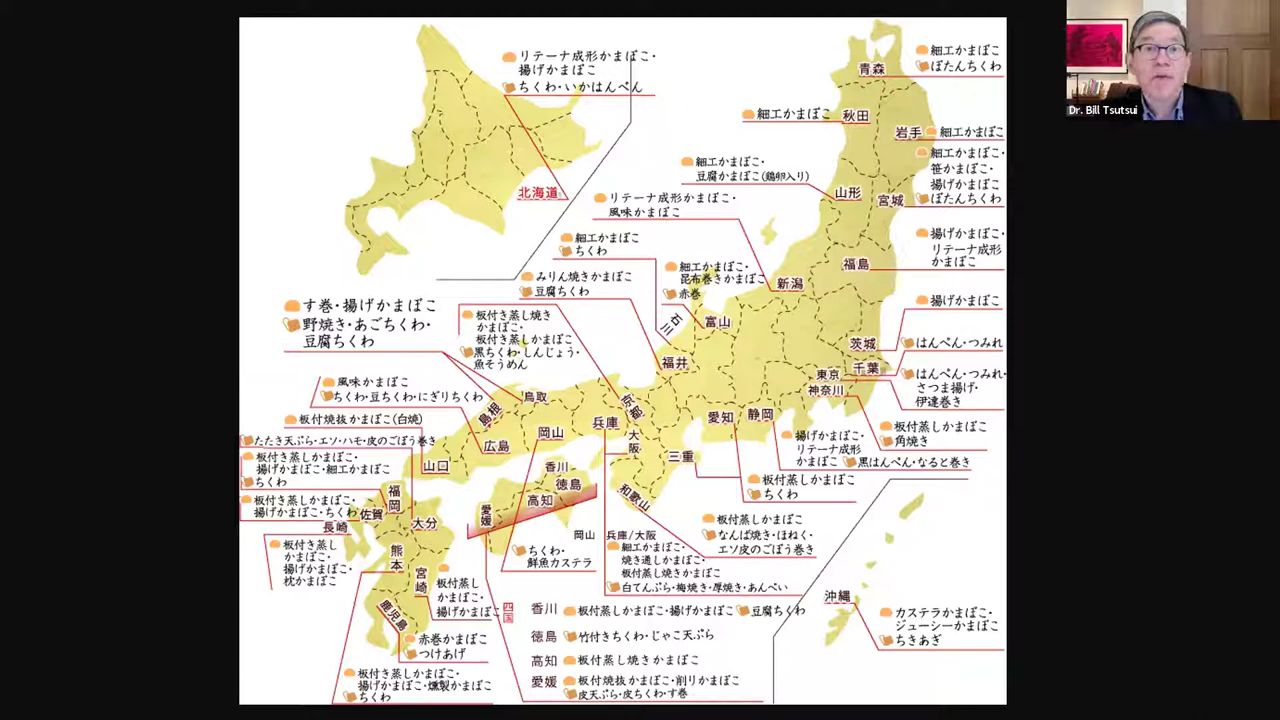 リテーナ成形かまぼこ・
揚げかまぼこ
ちくわ・いかはんぺん
北海道
細工かまぼこ
ぼたんちくわ
青森
細工かまぼこ
秋田
岩手
細工かまぼこ
細工かまぼこ・
笹かまぼこ・
揚げかまぼこ
ぼたんちくわ
宮城
細工かまぼこ・
豆腐かまぼこ(鶏卵入り)
山形
リテーナ成形かまぼこ・
風味かまぼこ
新潟
揚げかまぼこ・
リテーナ成形
かまぼこ
福島
細工かまぼこ
ちくわ
石川
細工かまぼこ・
昆布巻きかまぼこ
赤巻
富山
みりん焼きかまぼこ
豆腐ちくわ
福井
揚げかまぼこ
茨城
はんぺん・つみれ
千葉
はんぺん・つみれ・
さつま揚げ・
伊達巻き
東京
神奈川
板付蒸しかまぼこ
角焼き
す巻・揚げかまぼこ
野焼き・あごちくわ・
豆腐ちくわ
島根
鳥取
板付き蒸し焼き
かまぼこ・
板付き蒸しかまぼこ
黒ちくわ・しんじょう・
魚そうめん
京都
風味かまぼこ
ちくわ・豆ちくわ・にぎりちくわ
広島
板付焼抜かまぼこ(白焼)
山口
たたき天ぷら・エソ・ハモ・皮のごぼう巻き
大分
板付き蒸しかまぼこ・
揚げかまぼこ・細工かまぼこ
ちくわ
福岡
板付き蒸しかまぼこ・
揚げかまぼこ・ちくわ
佐賀
長崎
板付き蒸し
かまぼこ・
揚げかまぼこ・
枕かまぼこ
熊本
宮崎
板付蒸し
かまぼこ・
揚げかまぼこ
鹿児島
赤巻かまぼこ
つけあげ
板付き蒸しかまぼこ・
揚げかまぼこ・燻製かまぼこ
ちくわ
岡山
兵庫
大阪
三重
愛知
静岡
揚げかまぼこ・
リテーナ成形
かまぼこ
黒はんぺん・なると巻き
板付蒸しかまぼこ
ちくわ
和歌山
板付蒸しかまぼこ
なんば焼き・ほねく・
エソ皮のごぼう巻き
香川
徳島
高知
愛媛
岡山
ちくわ・
鮮魚カステラ
兵庫/大阪
細工かまぼこ・
焼き通しかまぼこ・
板付蒸し焼きかまぼこ
白てんぷら・梅焼き・厚焼き・あんぺい
四国
香川 板付蒸しかまぼこ・揚げかまぼこ 豆腐ちくわ
徳島 竹付きちくわ・じゃこ天ぷら
高知 板付蒸し焼きかまぼこ
愛媛 板付焼抜かまぼこ・削りかまぼこ
皮天ぷら・皮ちくわ・す巻
沖縄
カステラかまぼこ・
ジューシーかまぼこ
ちきあぎ
Dr. Bill Tsutsui